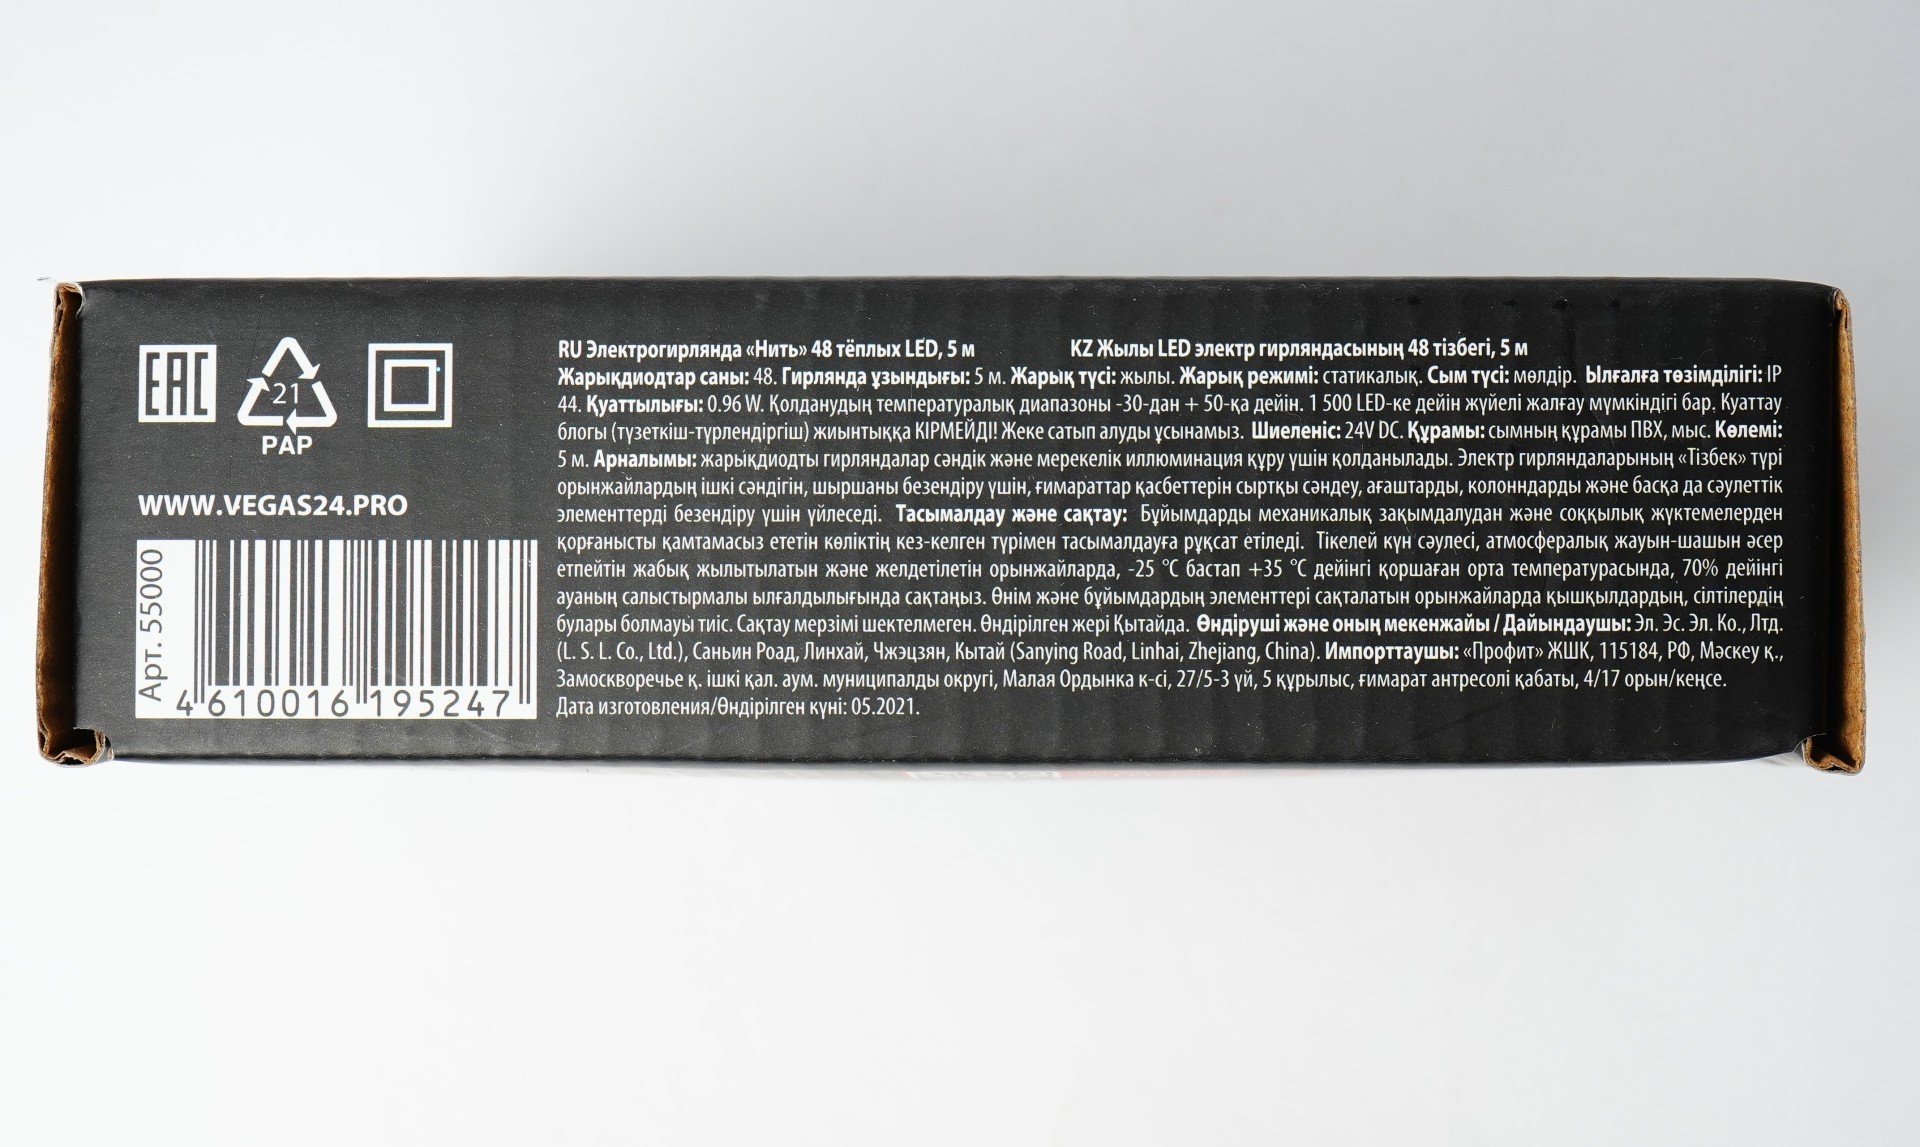 EAC
21
PAP
WWW.VEGAS24.PRO
Арт. 55000
4 610016 195247
RU Электрогирлянда «Нить» 48 тёплых LED, 5 м KZ Жылы LED электр гирляндасының 48 тізбегі, 5 м
Жарықдиодтар саны: 48. Гирлянда ұзындығы: 5 м. Жарық түсі: жылы. Жарық режимі: статикалық. Сым түсі: мөлдір. Ылғалға төзімділігі: IP
44. Қуаттылығы: 0.96 W. Қолданудың температуралық диапазоны -30-дан + 50-қа дейін. 1 500 LED-ке дейін жүйелі жалғау мүмкіндігі бар. Қуаттау
блогы (түзеткіш-түрлендіргіш) жиынтыққа КІРМЕЙДІ! Жеке сатып алуды ұсынамыз. Шиеленіс: 24V DC. Құрамы: сымның құрамы ПВХ, мыс. Көлемі:
5 м. Арналымы: жарықдиодты гирляндалар сәндік және мерекелік иллюминация құру үшін қолданылады. Электр гирляндаларының «Тізбек» түрі
орынжайлардың ішкі сәндігін, шыршаны безендіру үшін, ғимараттар қасбеттерін сыртқы сәндеу, ағаштарды, колонндарды және басқа да сәулеттік
элементтерді безендіру үшін үйлеседі. Тасымалдау және сақтау: Бұйымдарды механикалық зақымдалудан және соққылық жүктемелерден
қорғанысты қамтамасыз ететін көліктің кез-келген түрімен тасымалдауға рұқсат етіледі. Тікелей күн сәулесі, атмосфералық жауын-шашын әсер
етпейтін жабық жылытылатын және желдетілетін орынжайларда, -25 °C бастап +35 °C дейінгі қоршаған орта температурасында, 70% дейінгі
ауаның салыстырмалы ылғалдылығында сақтаңыз. Өнім және бұйымдардың элементтері сақталатын орынжайларда қышқылдардың, сілтілердің
булары болмауы тиіс. Сақтау мерзімі шектелмеген. Өндірілген жері Қытайда. Өндіруші және оның мекенжайы / Дайындаушы: Эл. Эс. Эл. Ко., Лтд.
(L. S. L. Co., Ltd.), Саньин Роад, Линхай, Чжэцзян, Кытай (Sanying Road, Linhai, Zhejiang, China). Импорттаушы: «Профит» ЖШК, 115184, РФ, Мәскеу қ.,
Замоскворечье қ. ішкі қал. аум. муниципалды округі, Малая Ордынка к-сі, 27/5-3 үй, 5 құрылыс, ғимарат антресолі қабаты, 4/17 орын/кеңсе.
Дата изготовления/Өндірілген күні: 05.2021.